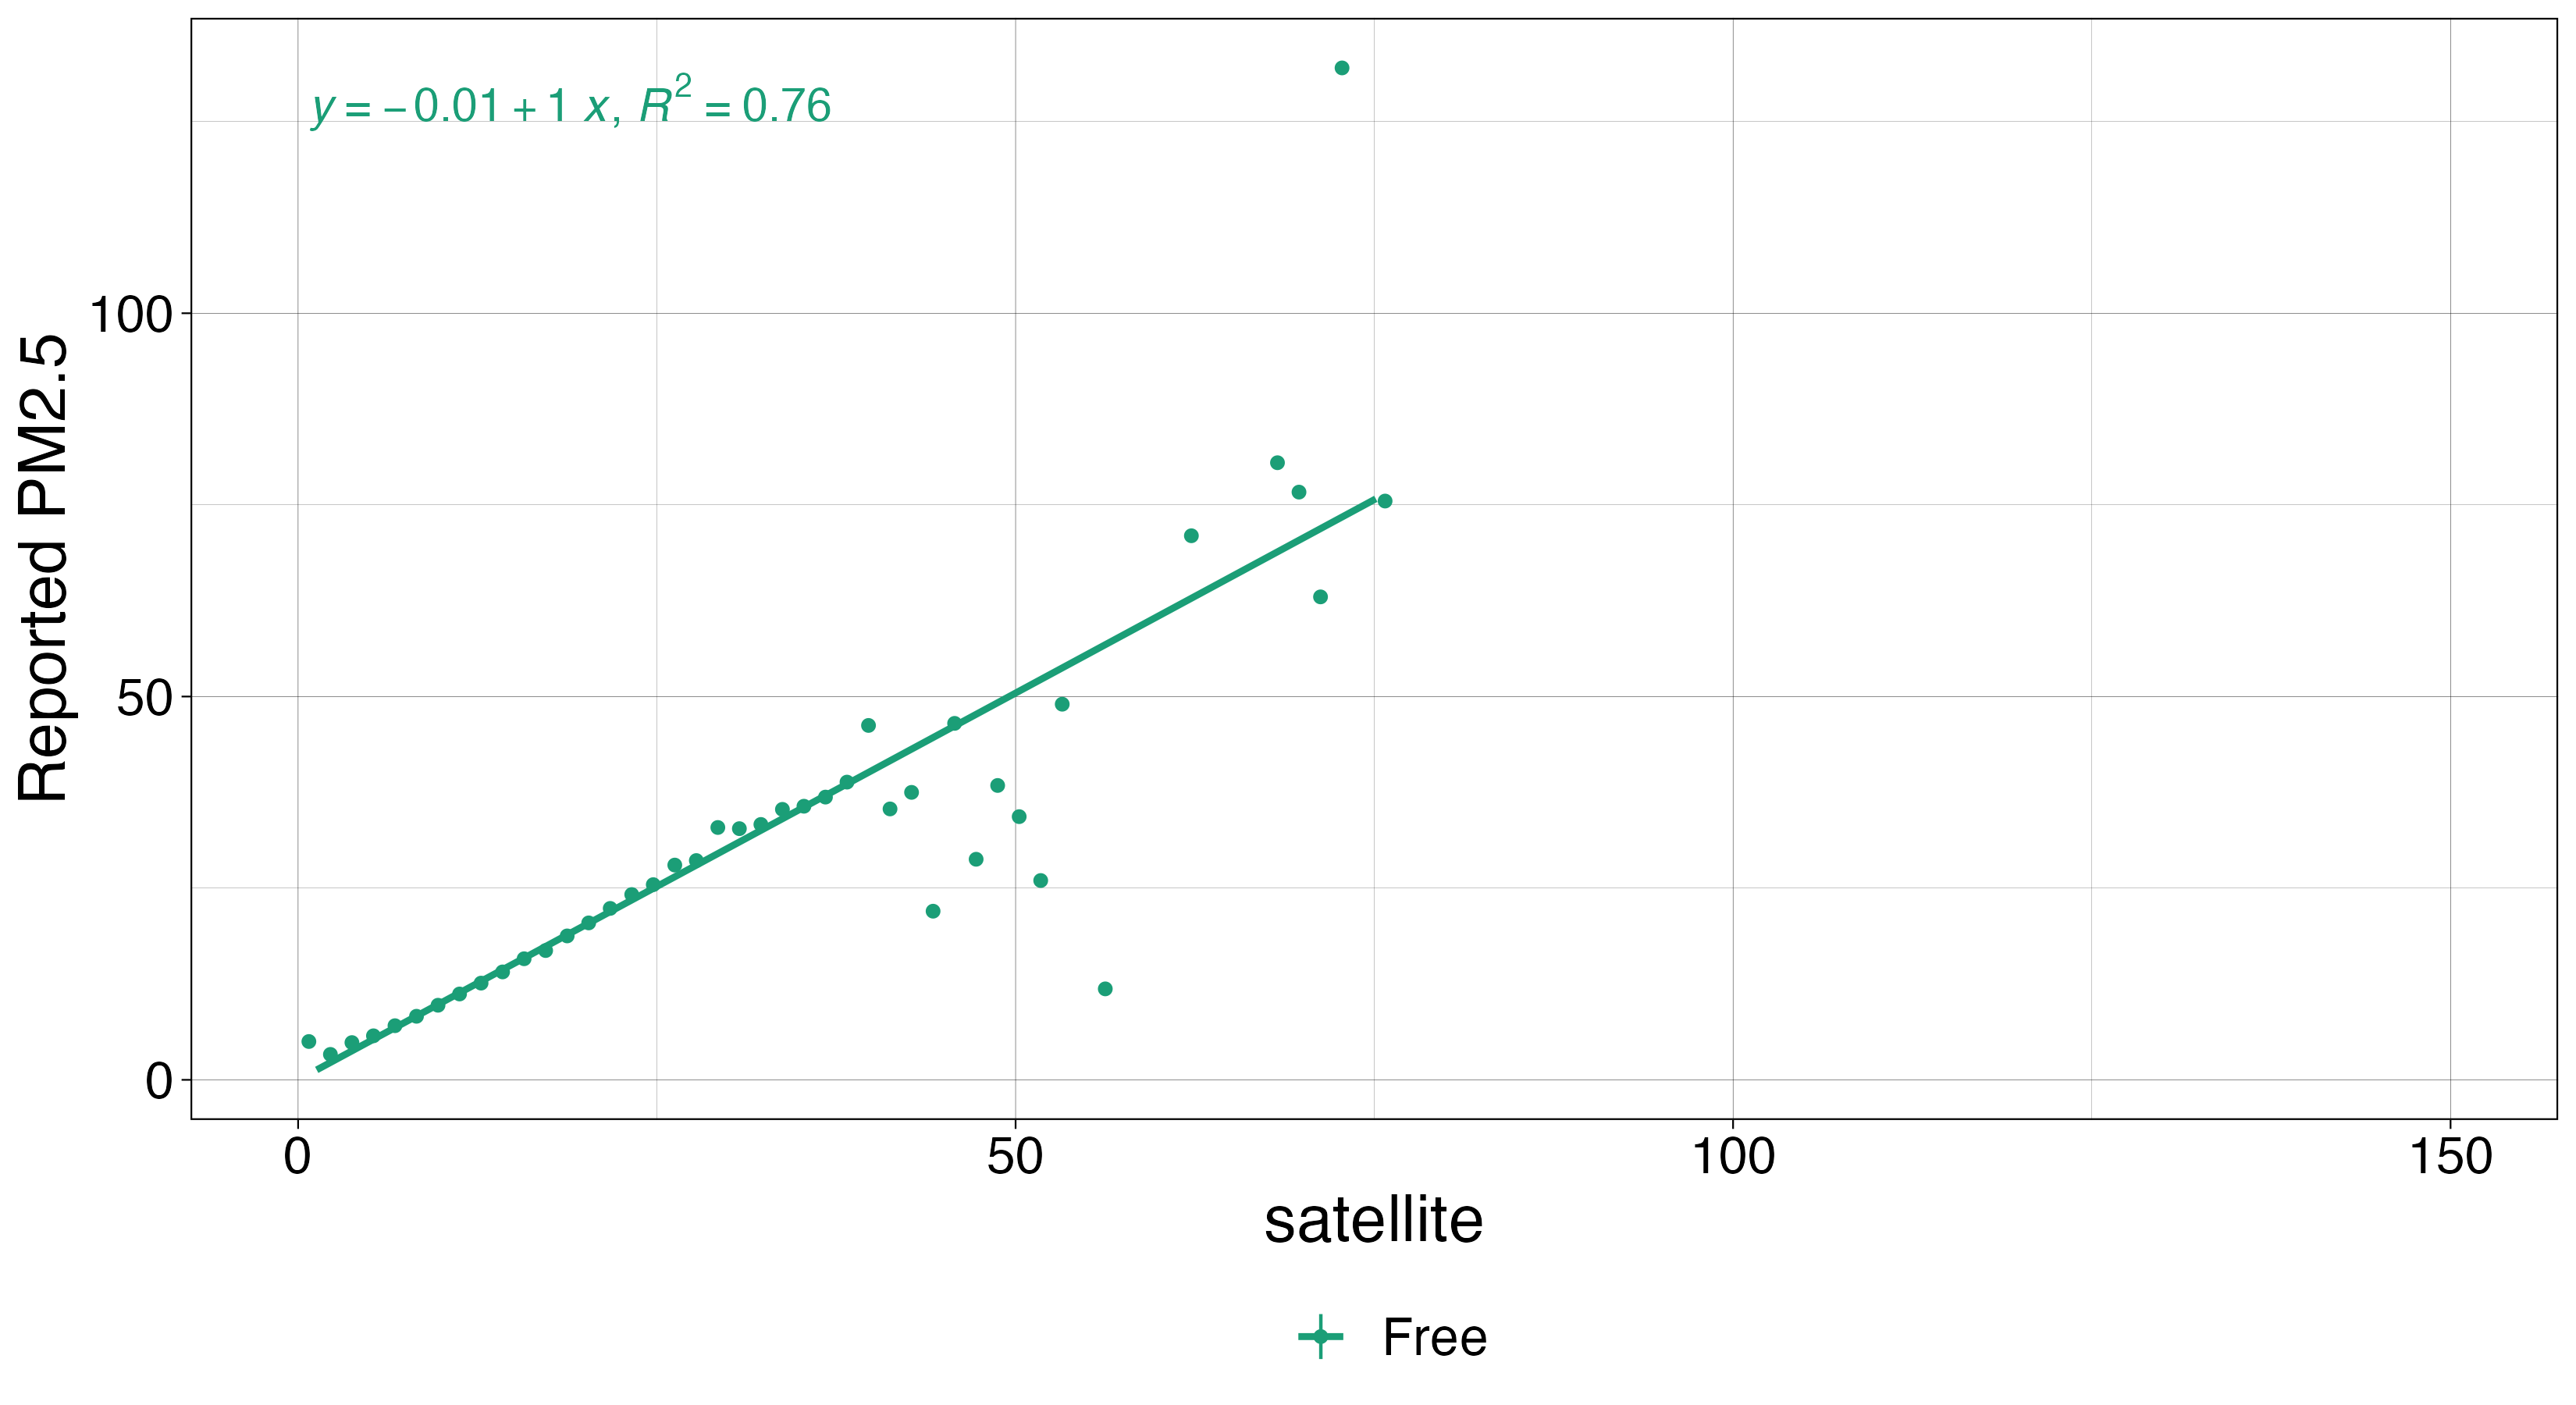 y = −0.01 + 1 x, R² = 0.76
Reported PM2.5
100
50
0
0 50 100 150
satellite
Free